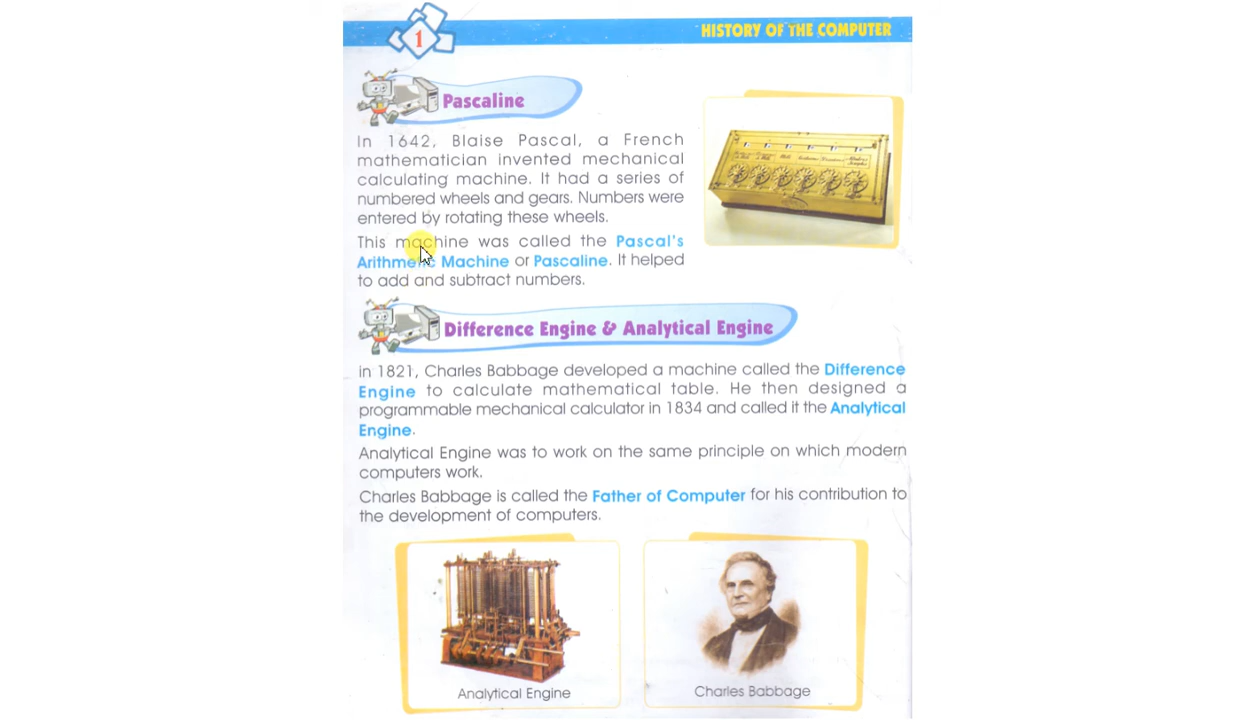 1
HISTORY OF THE COMPUTER
Pascaline
In 1642, Blaise Pascal, a French
mathematician invented mechanical
calculating machine. It had a series of
numbered wheels and gears. Numbers were
entered by rotating these wheels.
This machine was called the Pascal's
Arithmetic Machine or Pascaline. It helped
to add and subtract numbers.
Difference Engine & Analytical Engine
In 1821, Charles Babbage developed a machine called the Difference
Engine to calculate mathematical table. He then designed a
programmable mechanical calculator in 1834 and called it the Analytical
Engine.
Analytical Engine was to work on the same principle on which modern
computers work.
Charles Babbage is called the Father of Computer for his contribution to
the development of computers.
Analytical Engine
Charles Babbage